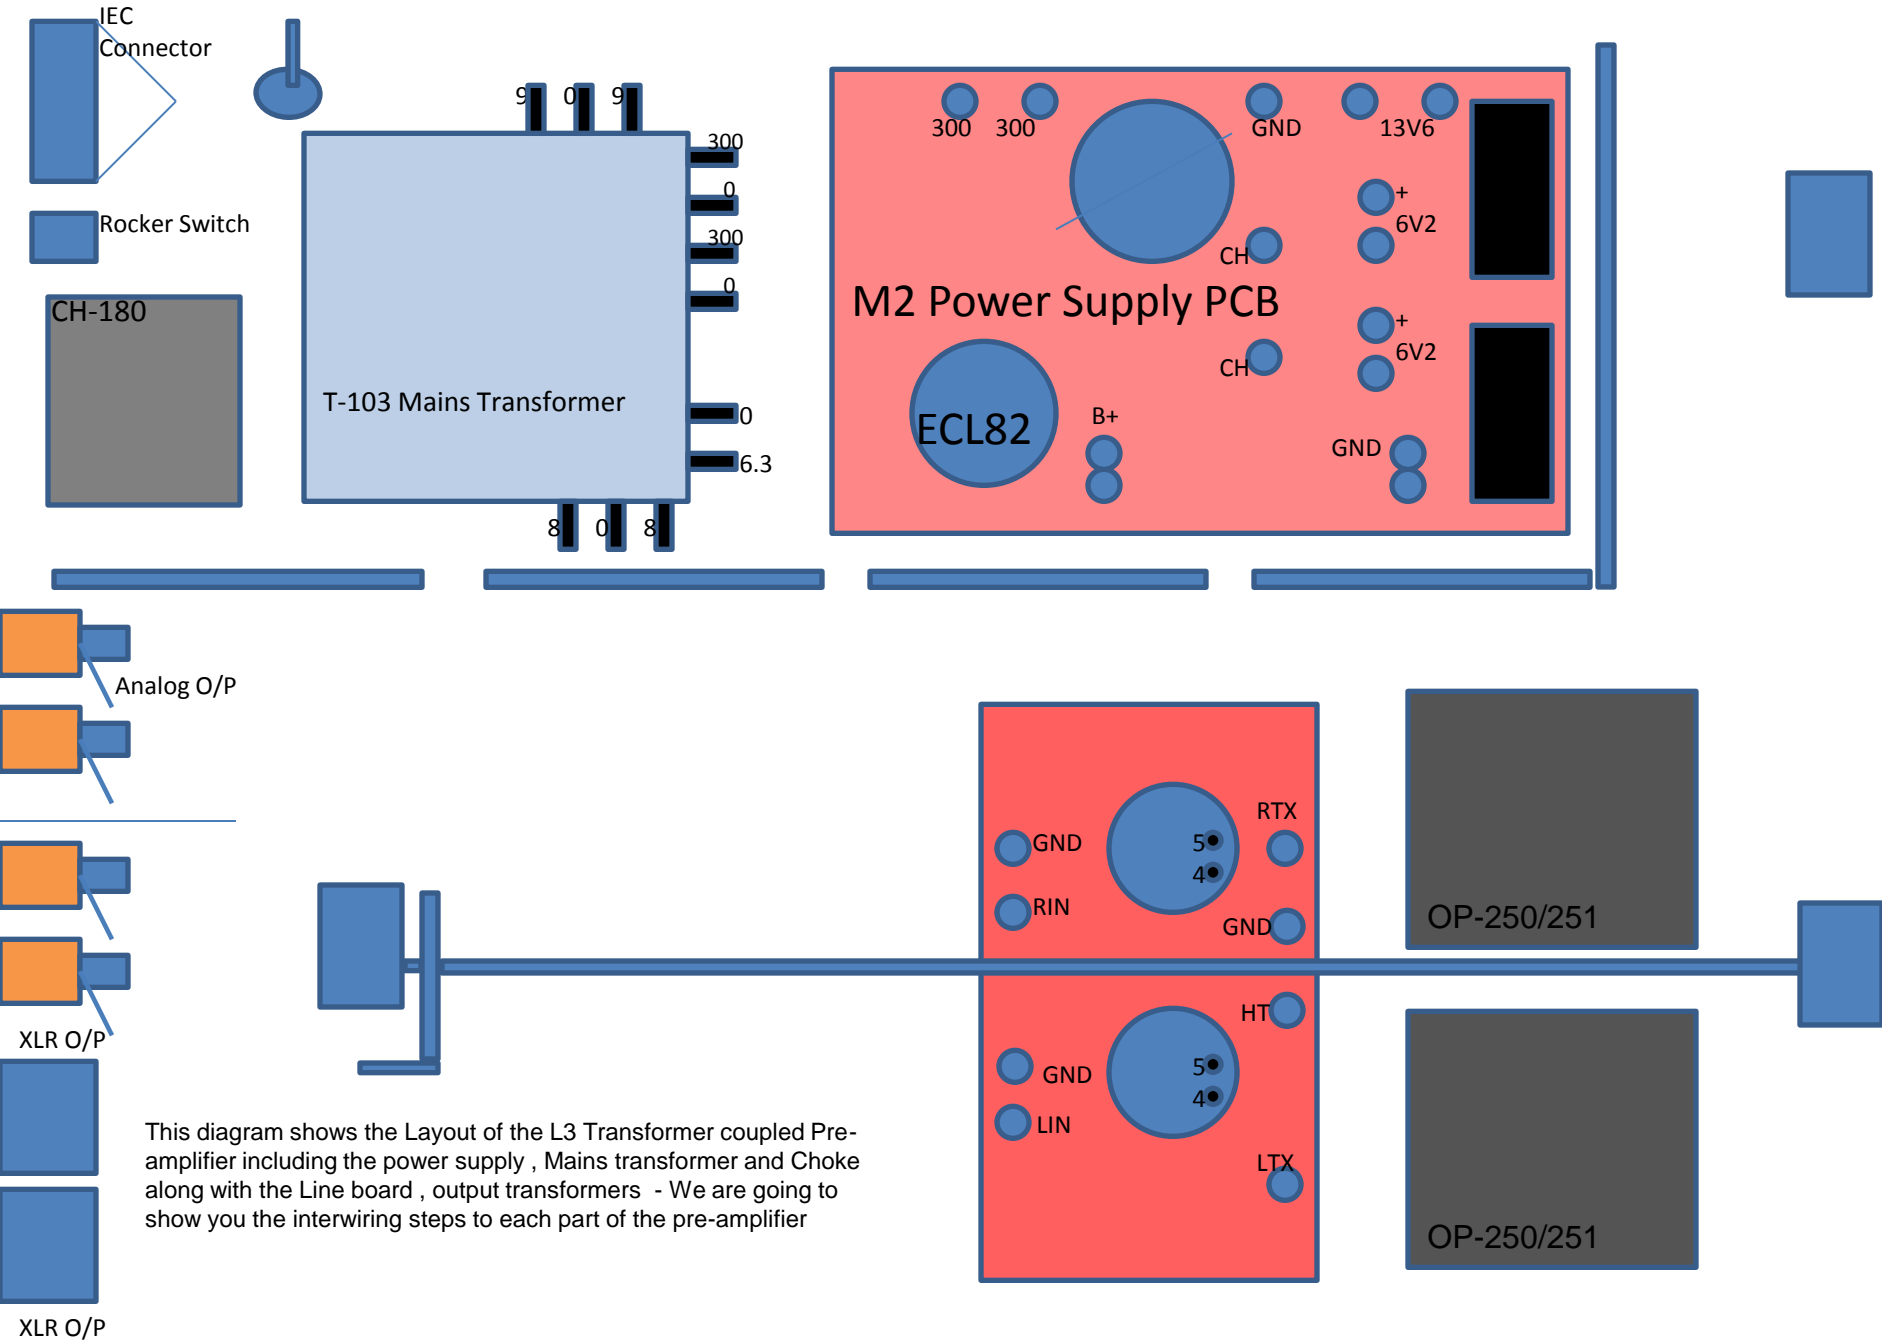 IEC
Connector
Rocker Switch
CH-180
9 0 9
300
0
300
0
T-103 Mains Transformer
0
6.3
8 0 8
300 300 GND 13V6
+
6V2
CH
M2 Power Supply PCB
+
6V2
CH
ECL82
B+
GND
Analog O/P
RTX
GND
5
4
RIN
GND
OP-250/251
HT
GND
5
4
LIN
LTX
OP-250/251
XLR O/P
This diagram shows the Layout of the L3 Transformer coupled Pre-
amplifier including the power supply , Mains transformer and Choke
along with the Line board , output transformers  - We are going to
show you the interwiring steps to each part of the pre-amplifier
XLR O/P